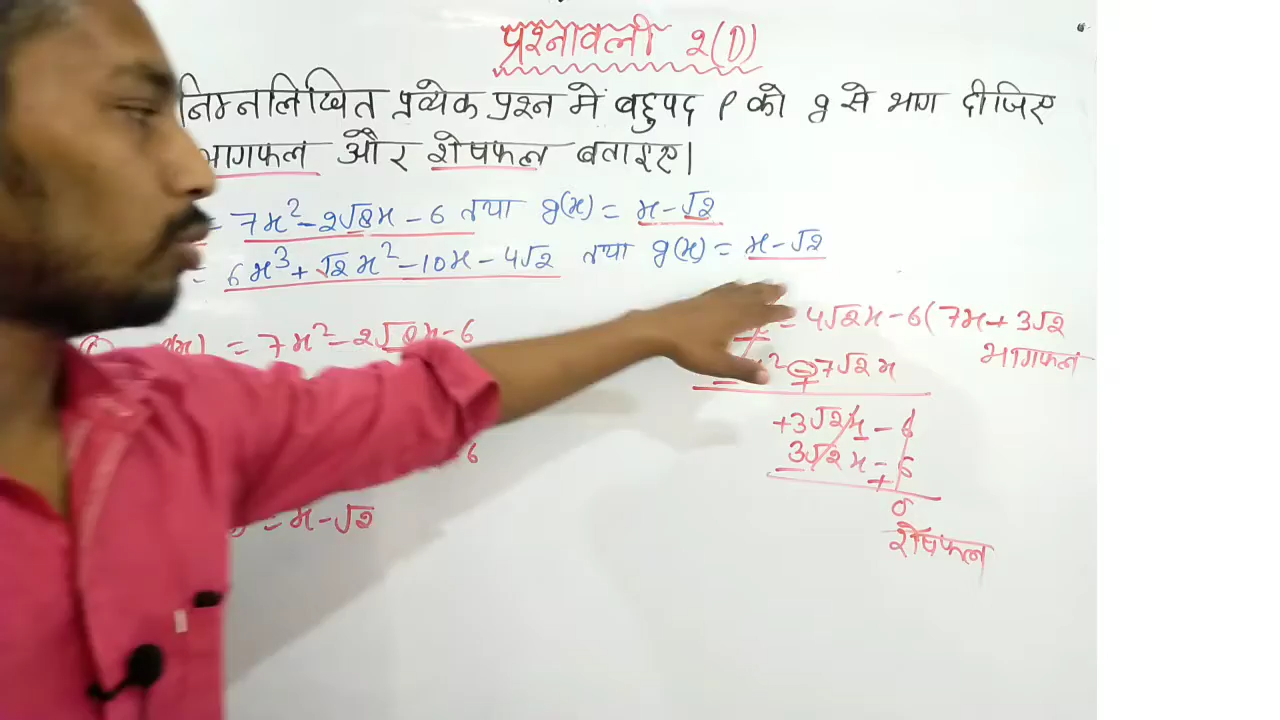 प्रश्नावली 2(D)
निम्नलिखित प्रत्येक प्रश्न में बहुपद p को g से भाग दीजिए
भागफल और शेषफल बताइए।
= 7x² - 2√8x - 6 तथा g(x) = x - √2
= 6x³ + √2x² - 10x - 4√2 तथा g(x) = x - √2
= 7x² - 2√8x - 6
- 4√2x - 6 ( 7x + 3√2
भागफल
- 7√2x
+
+3√2x - 6
3√2x - 6
- +
0
शेषफल
6
= x - √2